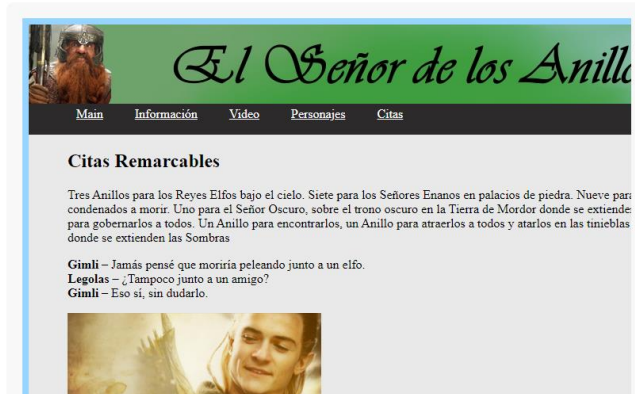 El Señor de los Anillo
Main Información Video Personajes Citas
Citas Remarcables
Tres Anillos para los Reyes Elfos bajo el cielo. Siete para los Señores Enanos en palacios de piedra. Nueve para
condenados a morir. Uno para el Señor Oscuro, sobre el trono oscuro en la Tierra de Mordor donde se extienden
para gobernarlos a todos. Un Anillo para encontrarlos, un Anillo para atraerlos a todos y atarlos en las tinieblas
donde se extienden las Sombras
Gimli – Jamás pensé que moriría peleando junto a un elfo.
Legolas – ¿Tampoco junto a un amigo?
Gimli – Eso sí, sin dudarlo.